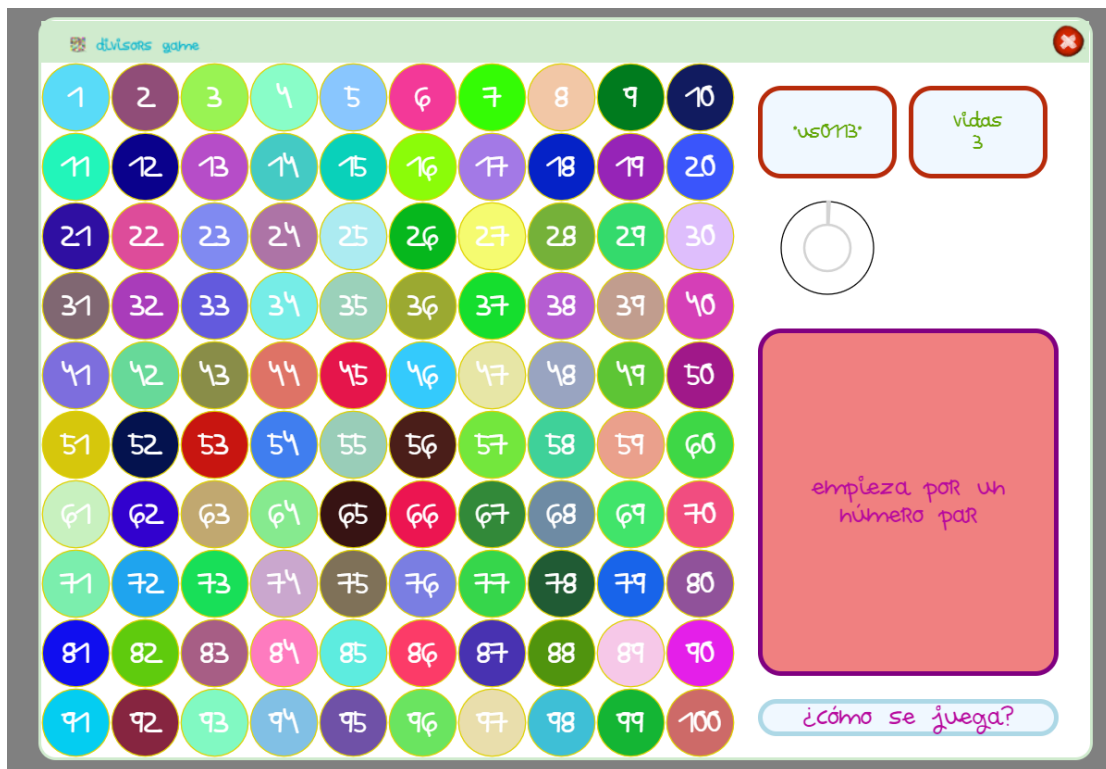 divisors game
1 2 3 4 5 6 7 8 9 10
11 12 13 14 15 16 17 18 19 20
21 22 23 24 25 26 27 28 29 30
31 32 33 34 35 36 37 38 39 40
41 42 43 44 45 46 47 48 49 50
51 52 53 54 55 56 57 58 59 60
61 62 63 64 65 66 67 68 69 70
71 72 73 74 75 76 77 78 79 80
81 82 83 84 85 86 87 88 89 90
91 92 93 94 95 96 97 98 99 100
vidas
3
empieza por un
número par
¿cómo se juega?